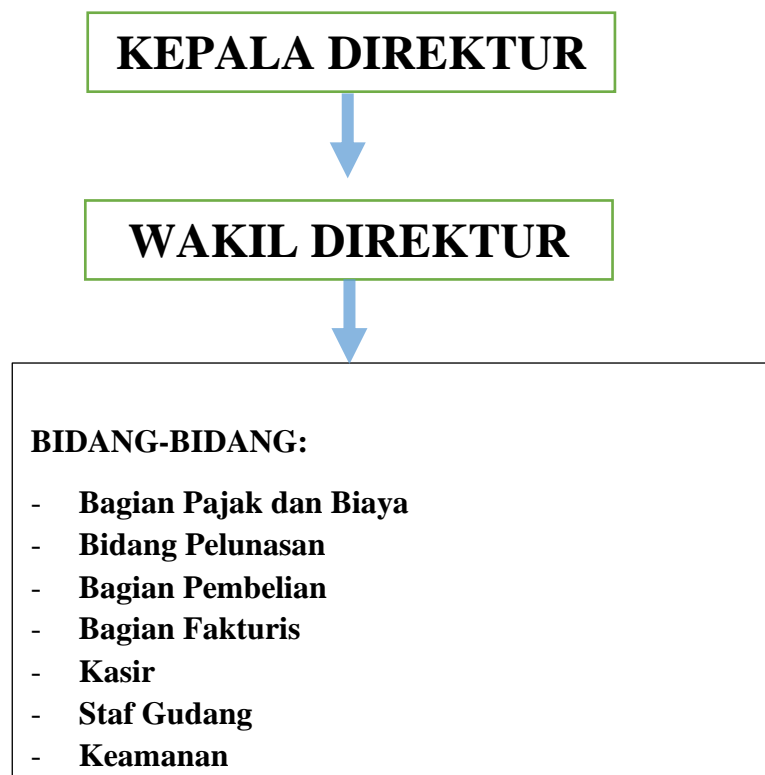 KEPALA DIREKTUR
WAKIL DIREKTUR
BIDANG-BIDANG:
- Bagian Pajak dan Biaya
- Bidang Pelunasan
- Bagian Pembelian
- Bagian Fakturis
- Kasir
- Staf Gudang
- Keamanan